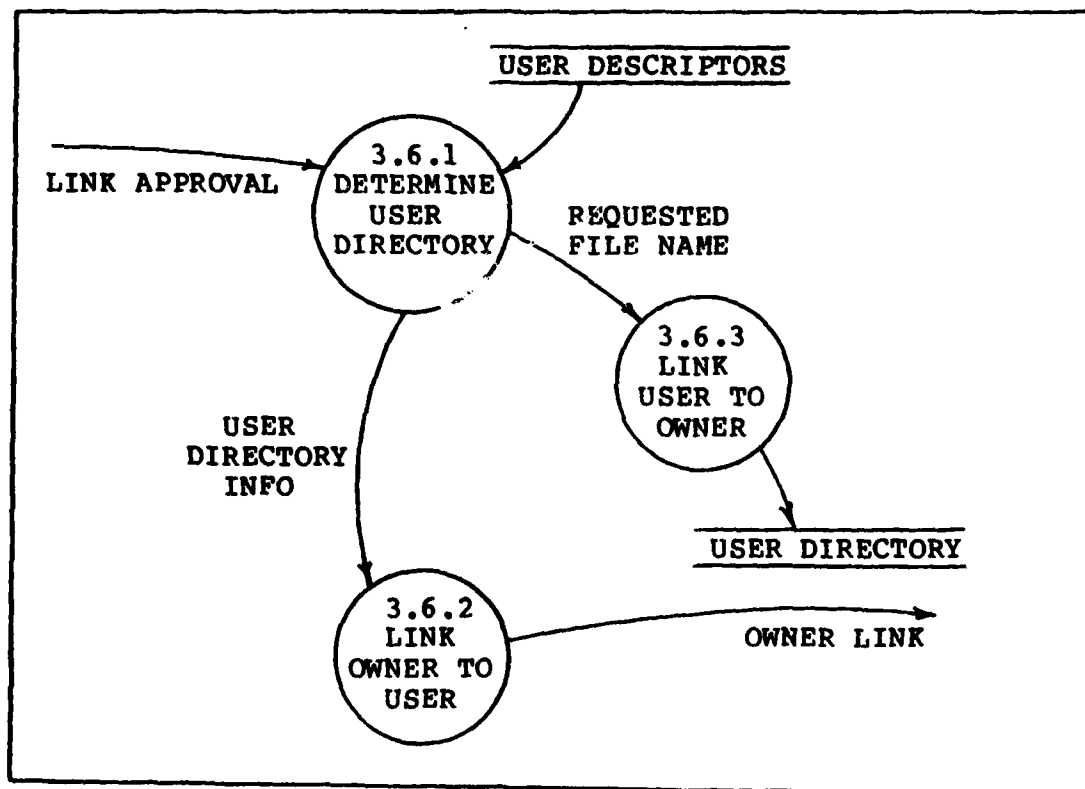 USER DESCRIPTORS
LINK APPROVAL
3.6.1
DETERMINE
USER
DIRECTORY
REQUESTED
FILE NAME
3.6.3
LINK
USER TO
OWNER
USER
DIRECTORY
INFO
USER DIRECTORY
3.6.2
LINK
OWNER TO
USER
OWNER LINK